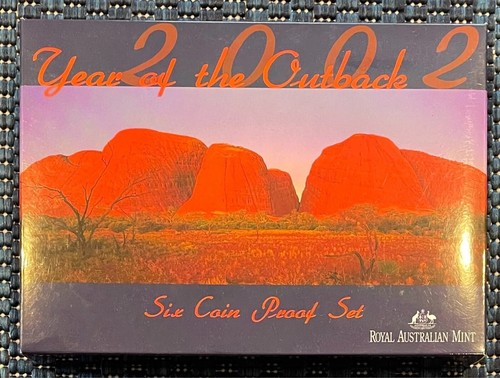 2002
Year of the Outback
Six Coin Proof Set
ROYAL AUSTRALIAN MINT